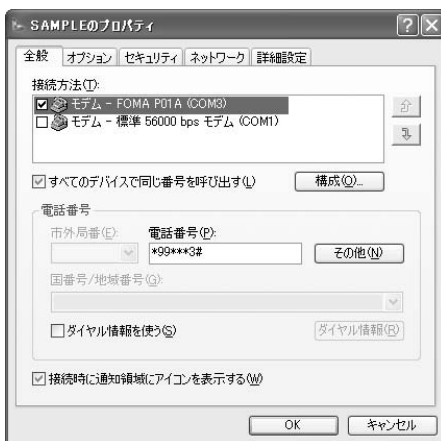 SAMPLEのプロパティ
全般 オプション セキュリティ ネットワーク 詳細設定
接続方法(T):
モデム - FOMA P01A (COM3)
モデム - 標準 56000 bps モデム (COM1)
すべてのデバイスで同じ番号を呼び出す(L) 構成(O)...
電話番号
市外局番(E): 電話番号(P):
*99***3# その他(N)
国番号/地域番号(G):
ダイヤル情報を使う(S) ダイヤル情報(R)
接続時に通知領域にアイコンを表示する(W)
OK キャンセル